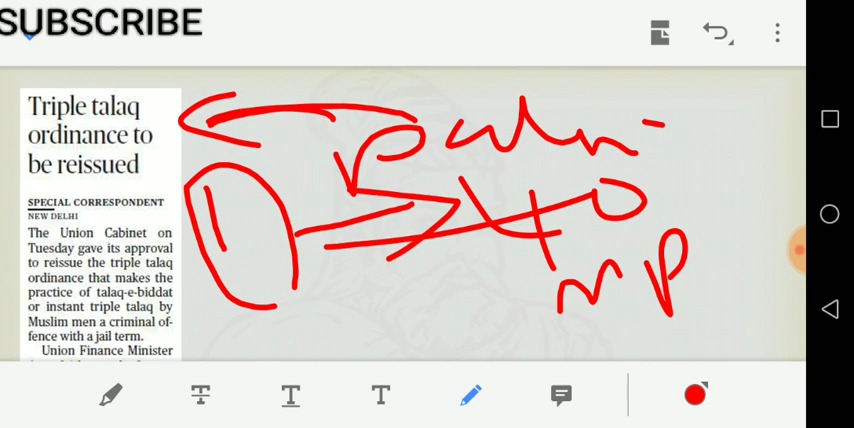 SUBSCRIBE
Triple talaq
ordinance to
be reissued
SPECIAL CORRESPONDENT
NEW DELHI
The Union Cabinet on
Tuesday gave its approval
to reissue the triple talaq
ordinance that makes the
practice of talaq-e-biddat
or instant triple talaq by
Muslim men a criminal of-
fence with a jail term.
Union Finance Minister